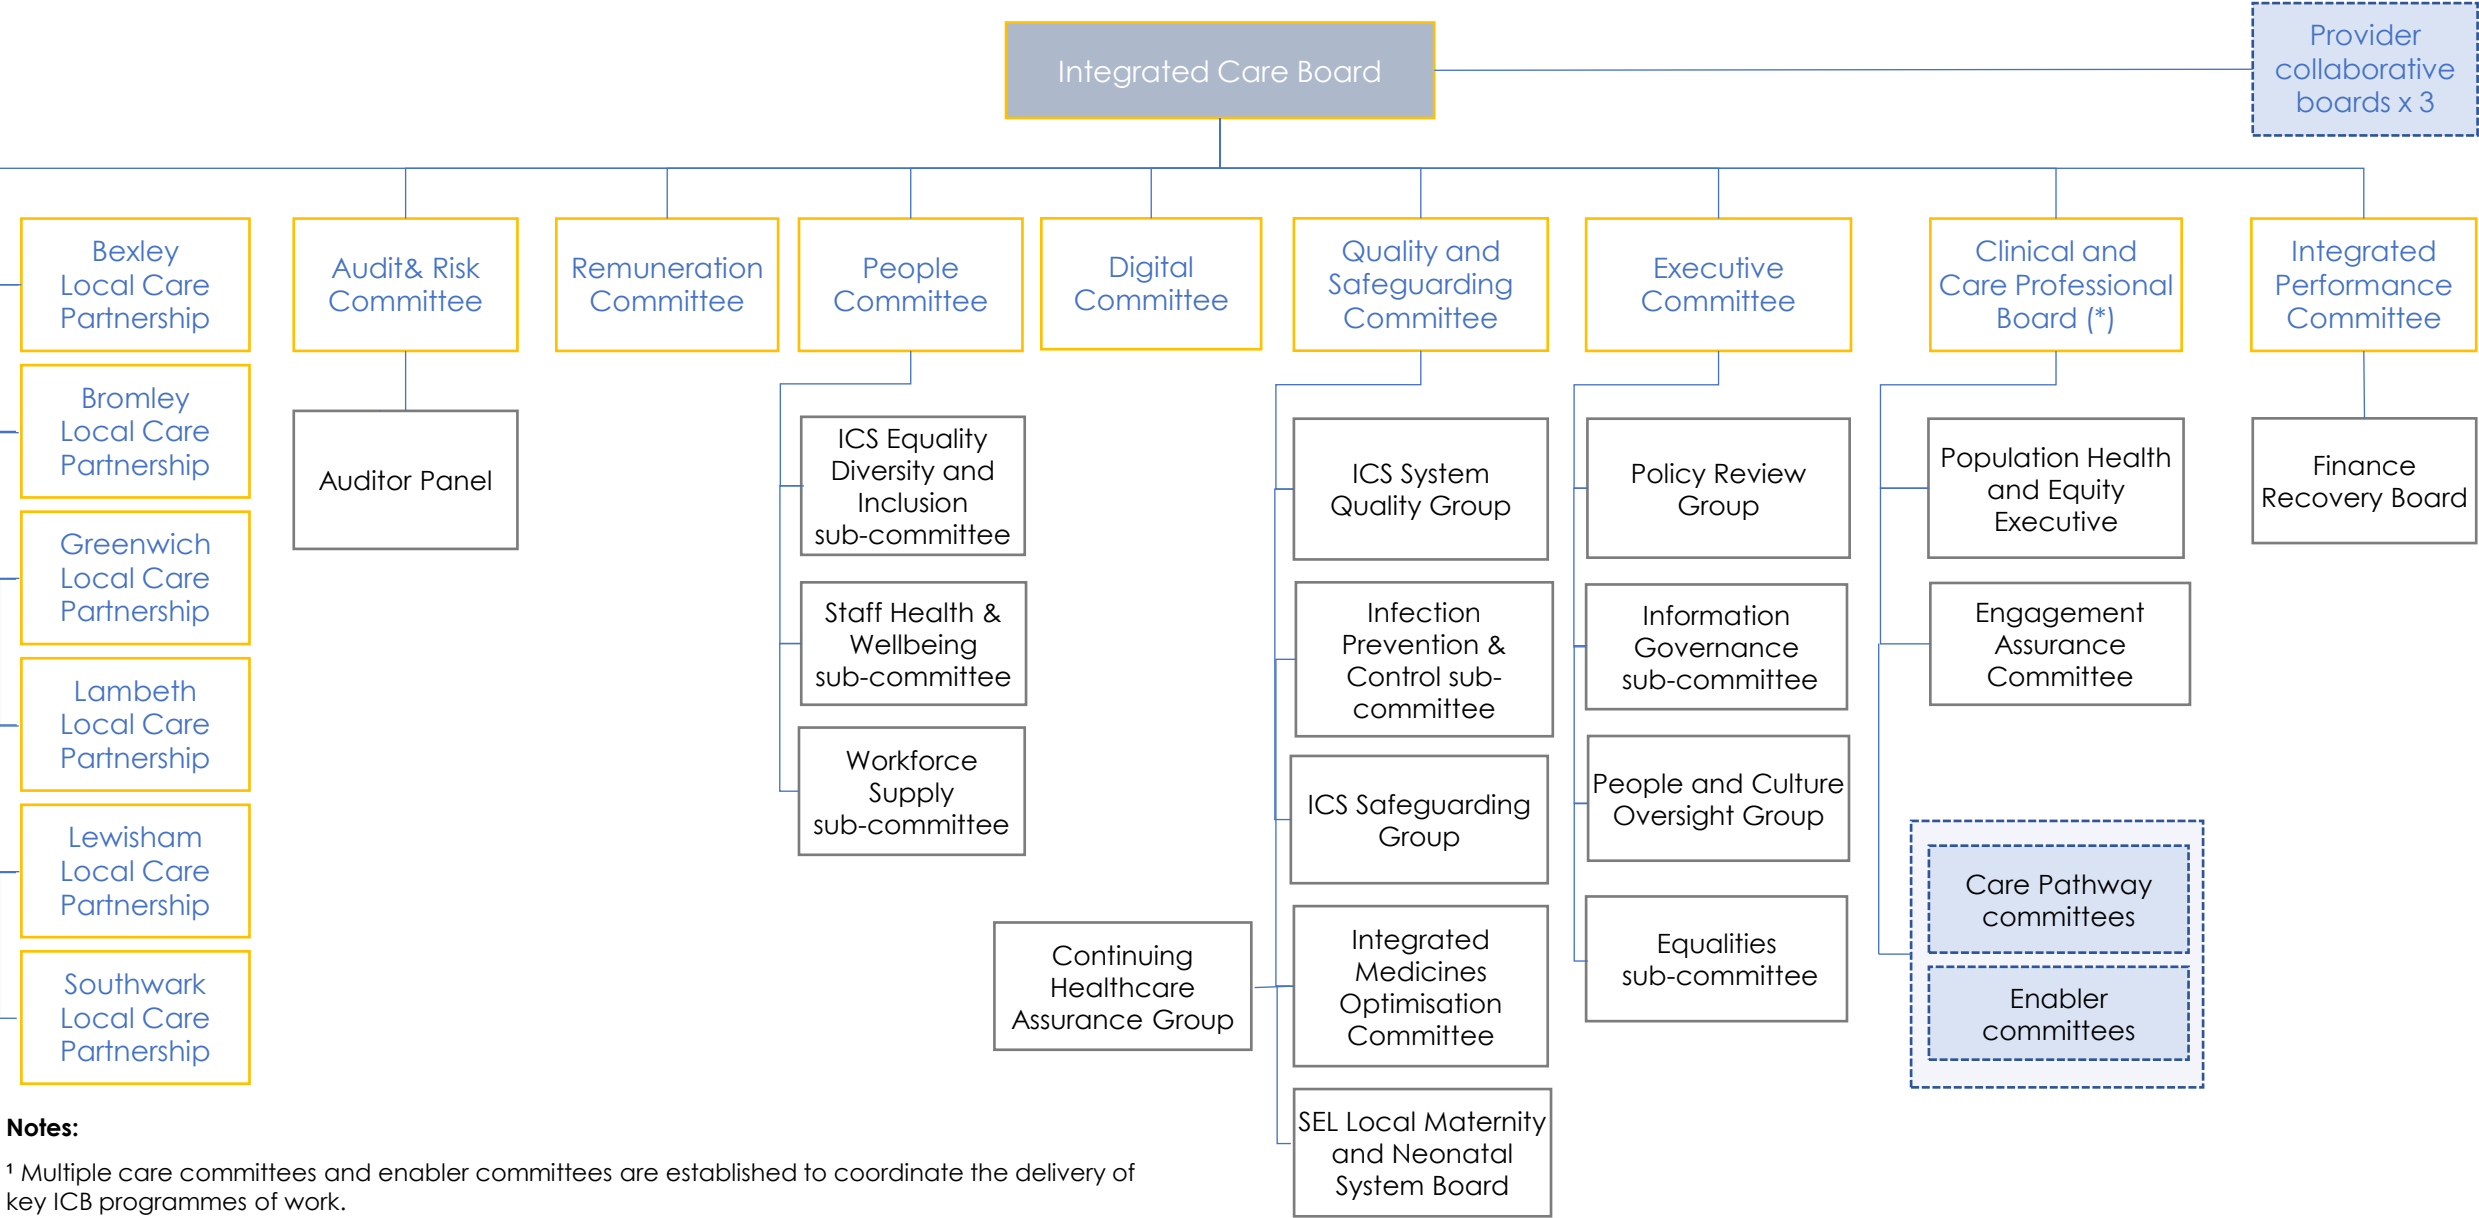 Integrated Care Board
Provider
collaborative
boards x 3
Bexley
Local Care
Partnership
Bromley
Local Care
Partnership
Greenwich
Local Care
Partnership
Lambeth
Local Care
Partnership
Lewisham
Local Care
Partnership
Southwark
Local Care
Partnership
Audit& Risk
Committee
Auditor Panel
Remuneration
Committee
People
Committee
ICS Equality
Diversity and
Inclusion
sub-committee
Staff Health &
Wellbeing
sub-committee
Workforce
Supply
sub-committee
Digital
Committee
Quality and
Safeguarding
Committee
ICS System
Quality Group
Infection
Prevention &
Control sub-
committee
ICS Safeguarding
Group
Continuing
Healthcare
Assurance Group
Integrated
Medicines
Optimisation
Committee
SEL Local Maternity
and Neonatal
System Board
Executive
Committee
Policy Review
Group
Information
Governance
sub-committee
People and Culture
Oversight Group
Equalities
sub-committee
Clinical and
Care Professional
Board (*)
Population Health
and Equity
Executive
Engagement
Assurance
Committee
Care Pathway
committees
Enabler
committees
Integrated
Performance
Committee
Finance
Recovery Board
Notes:
¹ Multiple care committees and enabler committees are established to coordinate the delivery of
key ICB programmes of work.